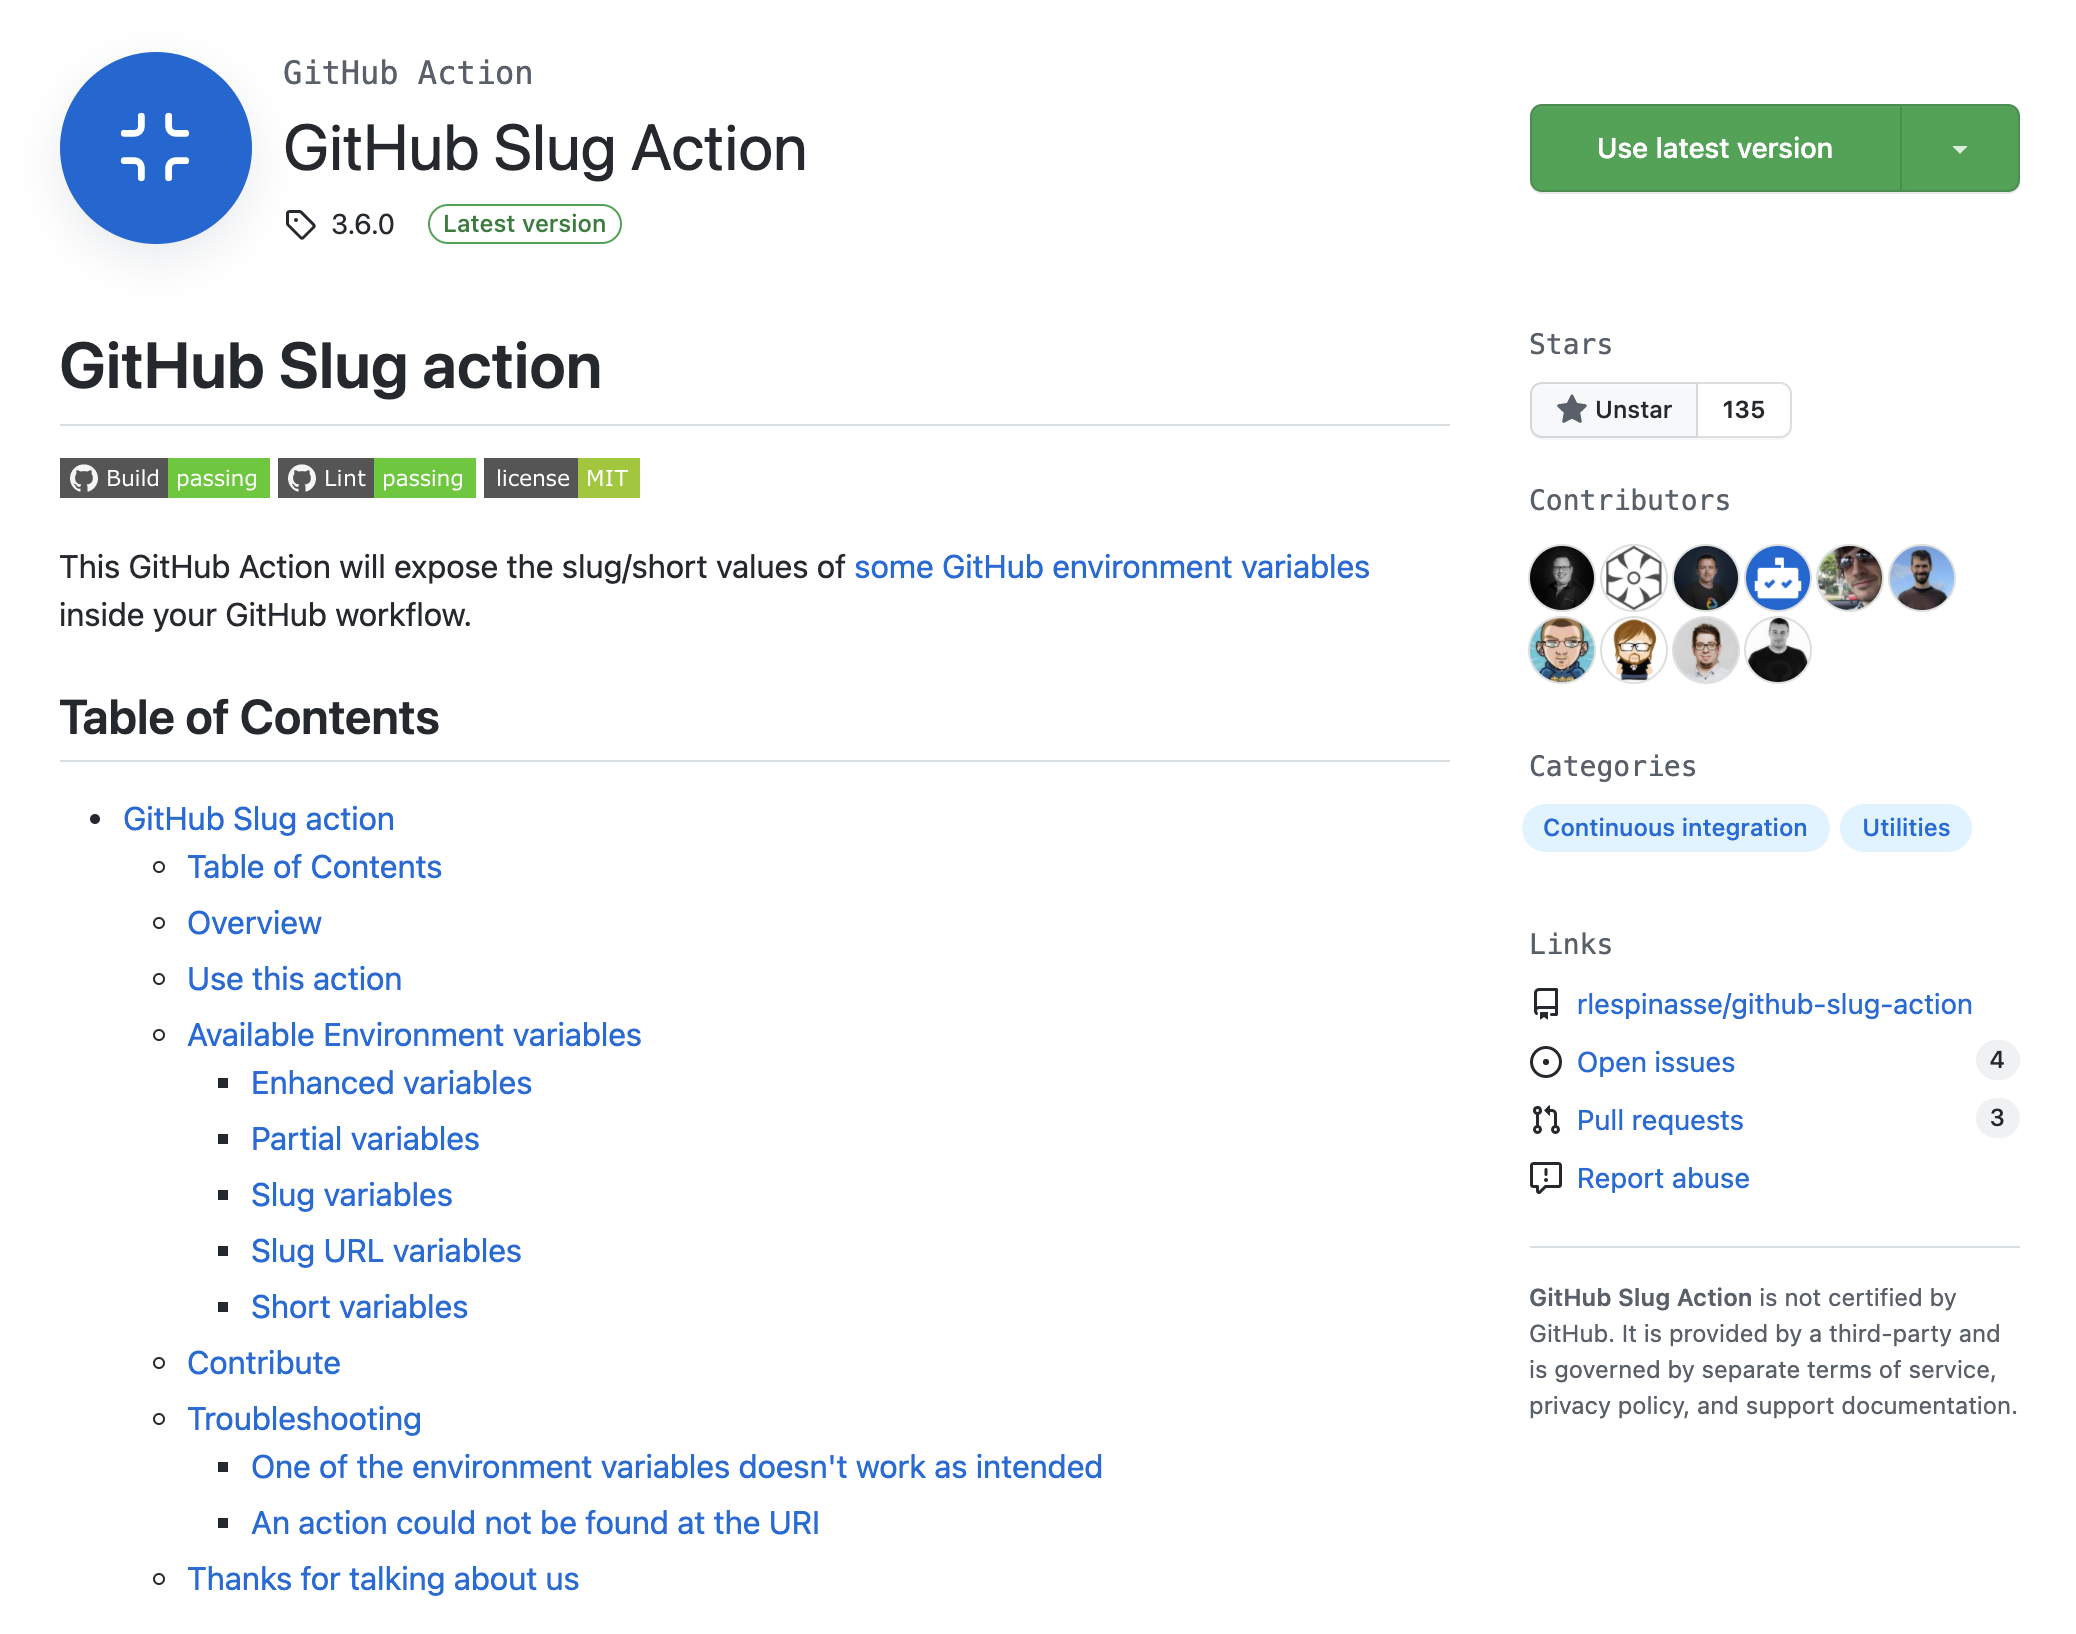 GitHub Action
GitHub Slug Action
3.6.0 Latest version
Use latest version
GitHub Slug action
Build passing Lint passing license MIT
This GitHub Action will expose the slug/short values of some GitHub environment variables
inside your GitHub workflow.
Table of Contents
GitHub Slug action
Table of Contents
Overview
Use this action
Available Environment variables
Enhanced variables
Partial variables
Slug variables
Slug URL variables
Short variables
Contribute
Troubleshooting
One of the environment variables doesn't work as intended
An action could not be found at the URI
Thanks for talking about us
Stars
Unstar 135
Contributors
Categories
Continuous integration Utilities
Links
rlespinasse/github-slug-action
Open issues 4
Pull requests 3
Report abuse
GitHub Slug Action is not certified by
GitHub. It is provided by a third-party and
is governed by separate terms of service,
privacy policy, and support documentation.